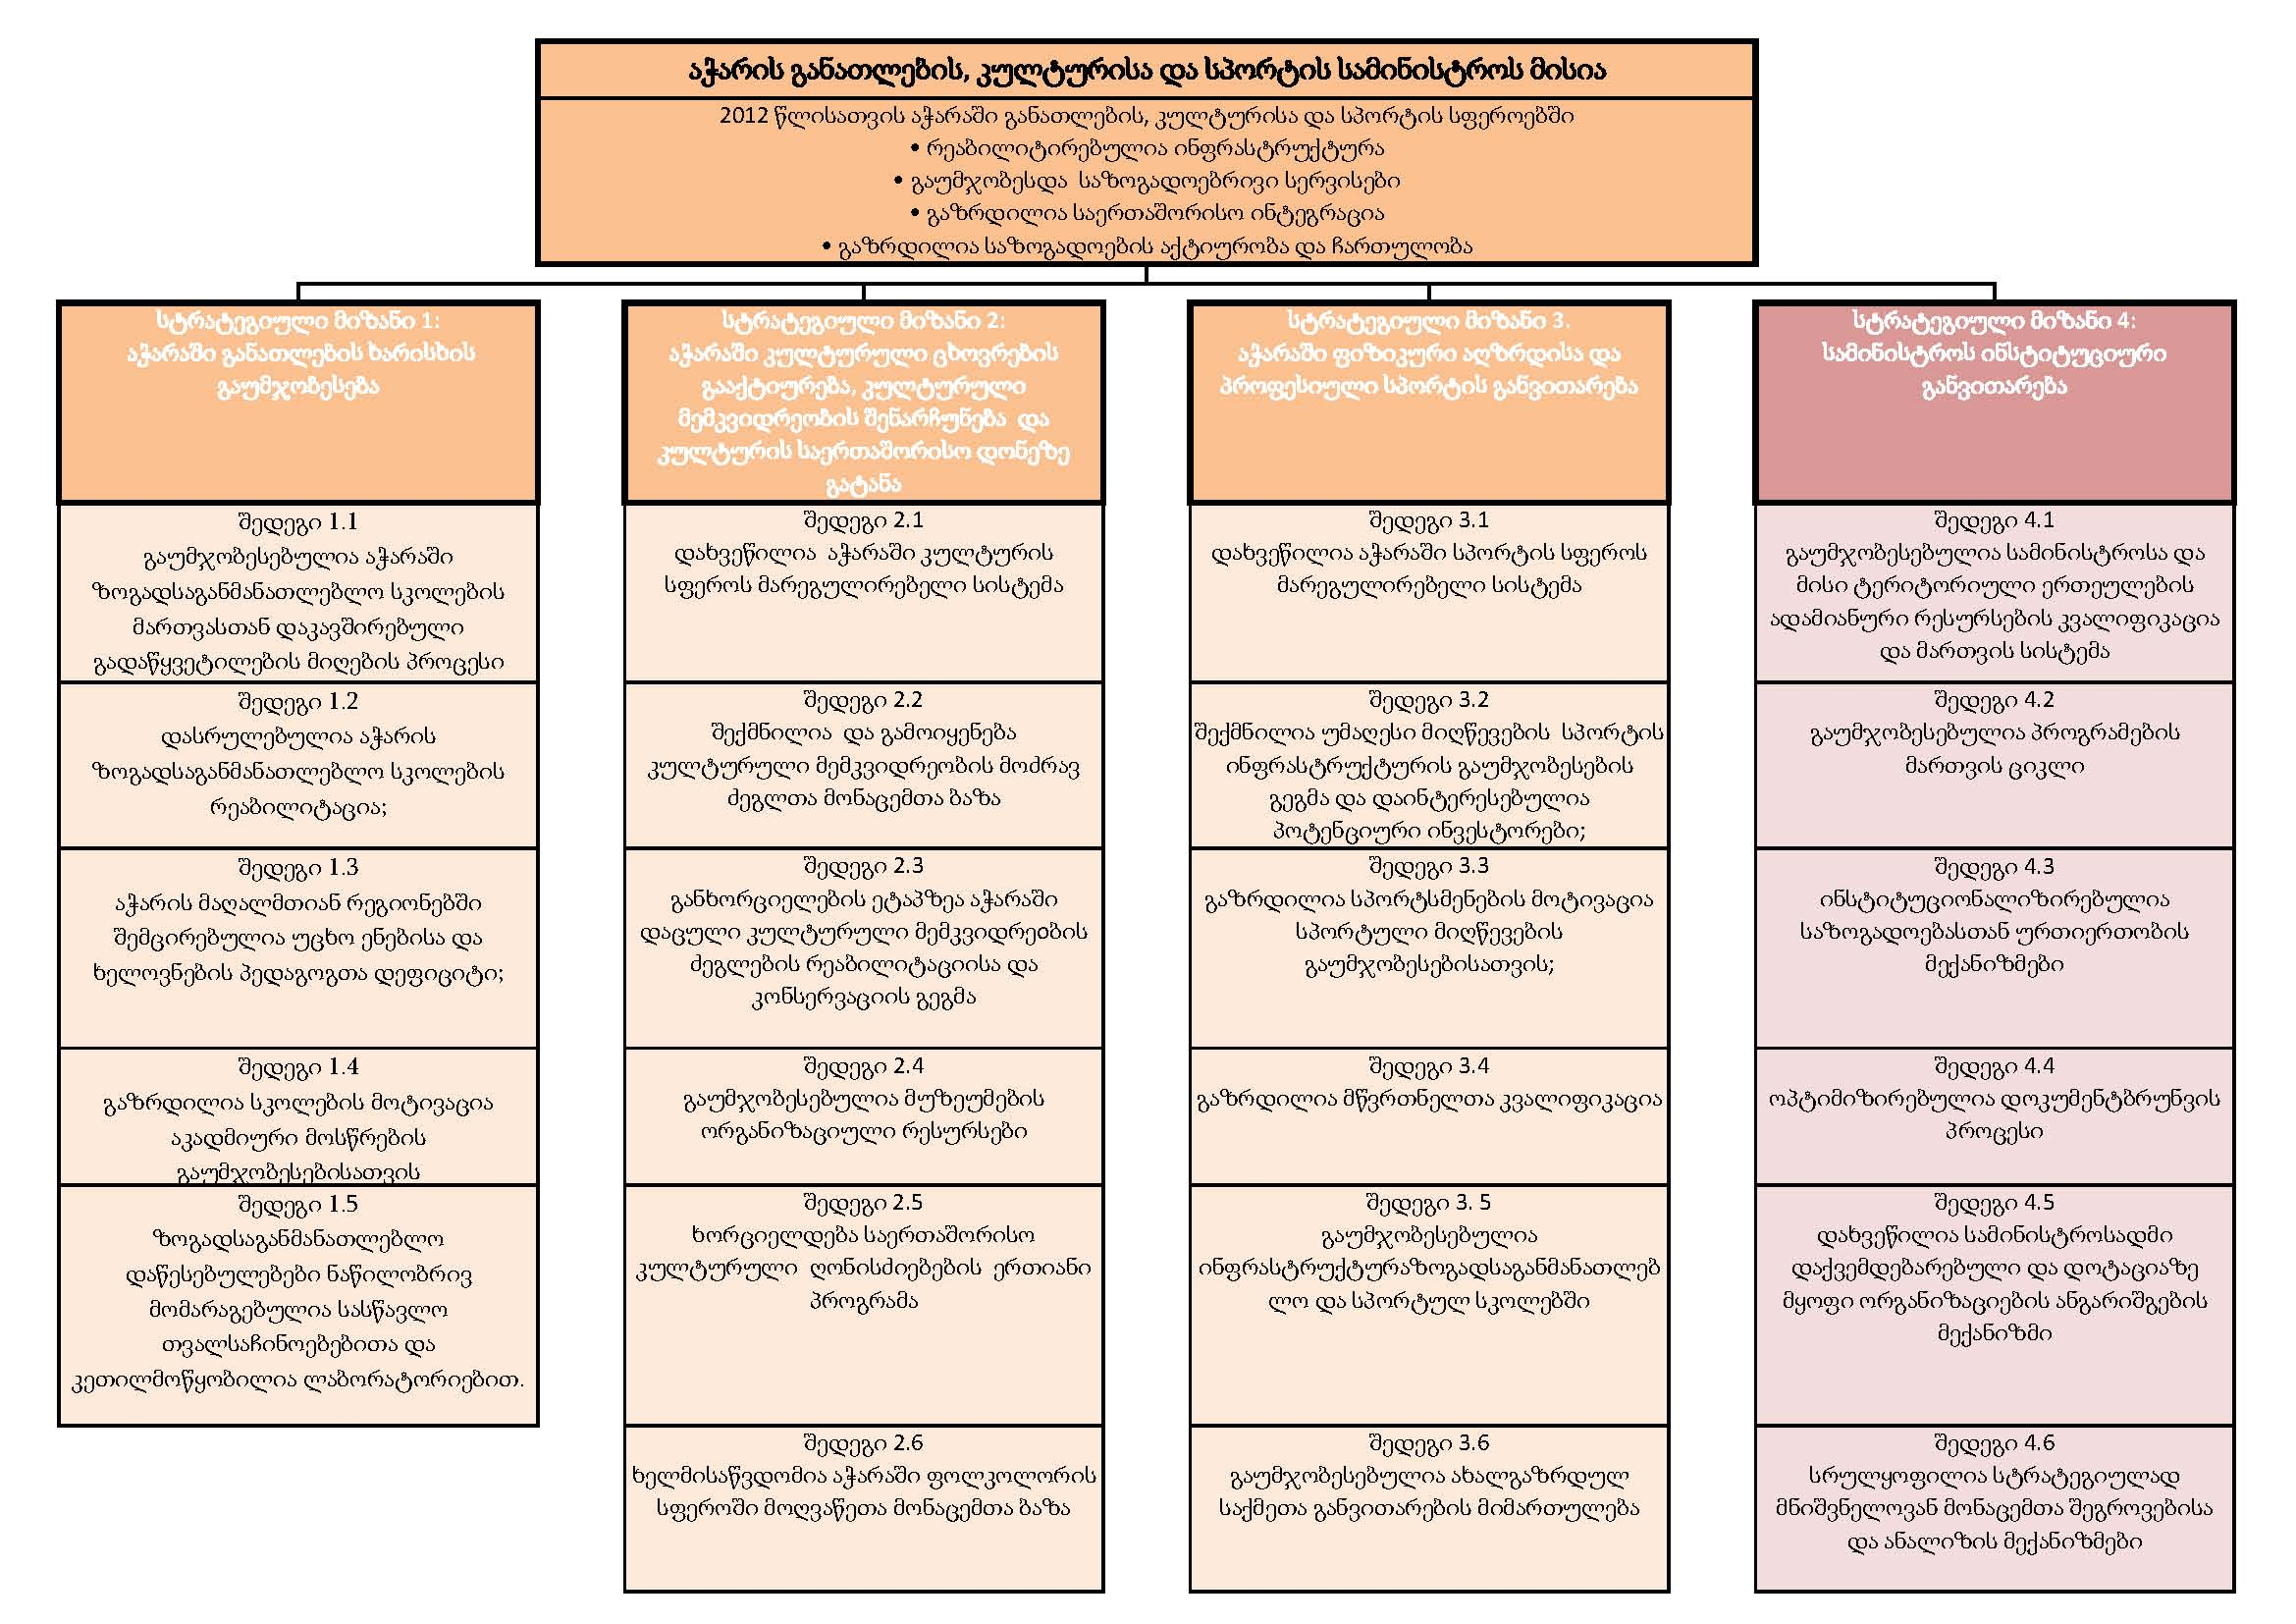 აჭარის განათლების, კულტურისა და სპორტის სამინისტროს მისია
2012 წლისათვის აჭარაში განათლების, კულტურისა და სპორტის სფეროებში
• რეაბილიტირებულია ინფრასტრუქტურა
• გაუმჯობესდა  საზოგადოებრივი სერვისები
• გაზრდილია საერთაშორისო ინტეგრაცია
• გაზრდილია საზოგადოების აქტიურობა და ჩართულობა
სტრატეგიული მიზანი 1:
აჭარაში განათლების ხარისხის
გაუმჯობესება
შედეგი 1.1
გაუმჯობესებულია აჭარაში
ზოგადსაგანმანათლებლო სკოლების
მართვასთან დაკავშირებული
გადაწყვეტილების მიღების პროცესი
შედეგი 1.2
დასრულებულია აჭარის
ზოგადსაგანმანათლებლო სკოლების
რეაბილიტაცია;
შედეგი 1.3
აჭარის მაღალმთიან რეგიონებში
შემცირებულია უცხო ენებისა და
ხელოვნების პედაგოგთა დეფიციტი;
შედეგი 1.4
გაზრდილია სკოლების მოტივაცია
აკადმიური მოსწრების
გაუმჯობესებისათვის
შედეგი 1.5
ზოგადსაგანმანათლებლო
დაწესებულებები ნაწილობრივ
მომარაგებულია სასწავლო
თვალსაჩინოებებითა და
კეთილმოწყობილია ლაბორატორიებით.
სტრატეგიული მიზანი 2:
აჭარაში კულტურული ცხოვრების
გააქტიურება, კულტურული
მემკვიდრეობის შენარჩუნება  და
კულტურის საერთაშორისო დონეზე
გატანა
შედეგი 2.1
დახვეწილია  აჭარაში კულტურის
სფეროს მარეგულირებელი სისტემა
შედეგი 2.2
შექმნილია  და გამოიყენება
კულტურული მემკვიდრეობის მოძრავ
ძეგლთა მონაცემთა ბაზა
შედეგი 2.3
განხორციელების ეტაპზეა აჭარაში
დაცული კულტურული მემკვიდრეობის
ძეგლების რეაბილიტაციისა და
კონსერვაციის გეგმა
შედეგი 2.4
გაუმჯობესებულია მუზეუმების
ორგანიზაციული რესურსები
შედეგი 2.5
ხორციელდება საერთაშორისო
კულტურული  ღონისძიებების  ერთიანი
პროგრამა
შედეგი 2.6
ხელმისაწვდომია აჭარაში ფოლკოლორის
სფეროში მოღვაწეთა მონაცემთა ბაზა
სტრატეგიული მიზანი 3.
აჭარაში ფიზიკური აღზრდისა და
პროფესიული სპორტის განვითარება
შედეგი 3.1
დახვეწილია აჭარაში სპორტის სფეროს
მარეგულირებელი სისტემა
შედეგი 3.2
შექმნილია უმაღესი მიღწევების  სპორტის
ინფრასტრუქტურის გაუმჯობესების
გეგმა და დაინტერესებულია
პოტენციური ინვესტორები;
შედეგი 3.3
გაზრდილია სპორტსმენების მოტივაცია
სპორტული მიღწევების
გაუმჯობესებისათვის;
შედეგი 3.4
გაზრდილია მწვრთნელთა კვალიფიკაცია
შედეგი 3. 5
გაუმჯობესებულია
ინფრასტრუქტურაზოგადსაგანმანათლებ
ლო და სპორტულ სკოლებში
შედეგი 3.6
გაუმჯობესებულია ახალგაზრდულ
საქმეთა განვითარების მიმართულება
სტრატეგიული მიზანი 4:
სამინისტროს ინსტიტუციური
განვითარება
შედეგი 4.1
გაუმჯობესებულია სამინისტროსა და
მისი ტერიტორიული ერთეულების
ადამიანური რესურსების კვალიფიკაცია
და მართვის სისტემა
შედეგი 4.2
გაუმჯობესებულია პროგრამების
მართვის ციკლი
შედეგი 4.3
ინსტიტუციონალიზირებულია
საზოგადოებასთან ურთიერთობის
მექანიზმები
შედეგი 4.4
ოპტიმიზირებულია დოკუმენტბრუნვის
პროცესი
შედეგი 4.5
დახვეწილია სამინისტროსადმი
დაქვემდებარებული და დოტაციაზე
მყოფი ორგანიზაციების ანგარიშგების
მექანიზმი
შედეგი 4.6
სრულყოფილია სტრატეგიულად
მნიშვნელოვან მონაცემთა შეგროვებისა
და ანალიზის მექანიზმები